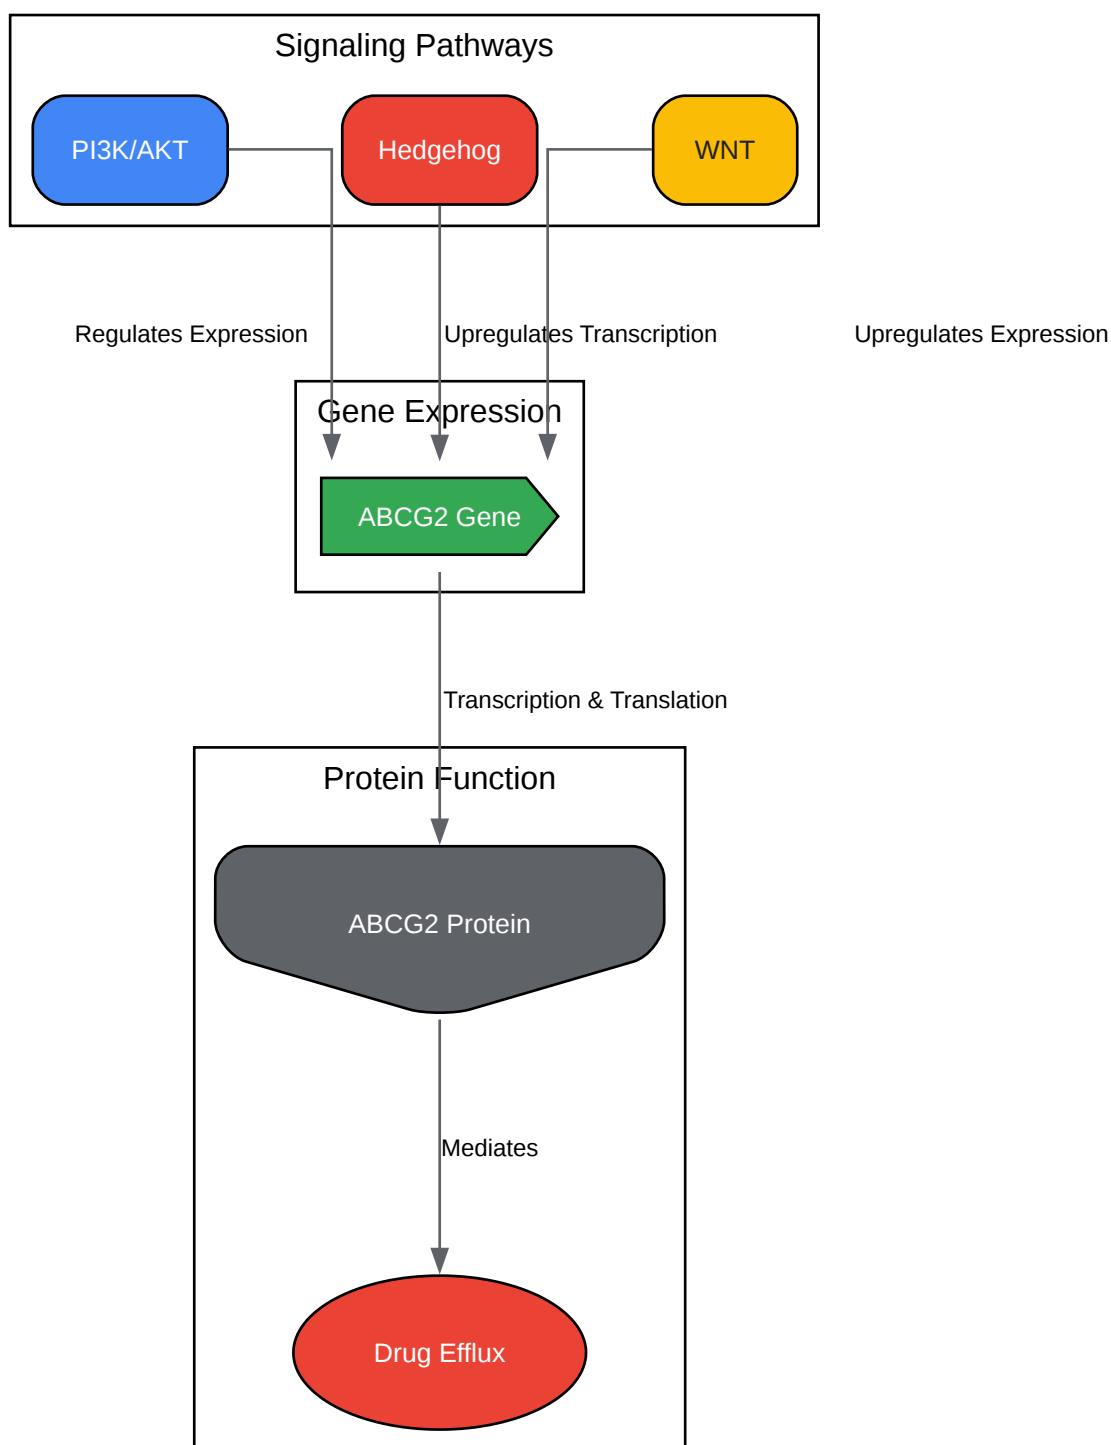 Signaling Pathways
PI3K/AKT
Hedgehog
WNT
Regulates Expression
Upregulates Transcription
Upregulates Expression
Gene Expression
ABCG2 Gene
Transcription & Translation
Protein Function
ABCG2 Protein
Mediates
Drug Efflux